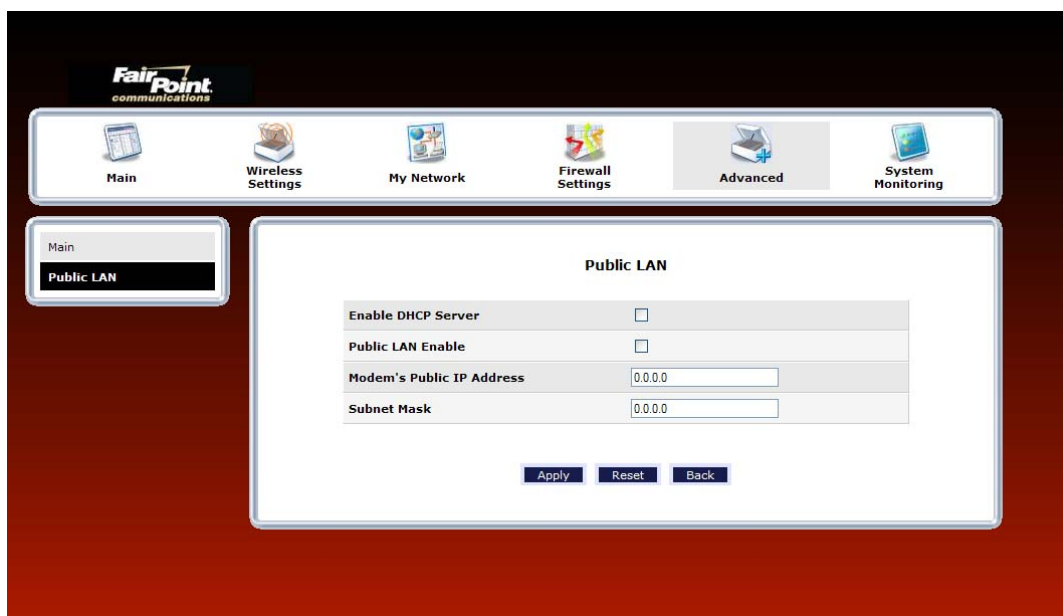 FairPoint.
communications
Main
Wireless
Settings
My Network
Firewall
Settings
Advanced
System
Monitoring
Main
Public LAN
Public LAN
Enable DHCP Server
Public LAN Enable
Modem's Public IP Address 0.0.0.0
Subnet Mask 0.0.0.0
Apply Reset Back